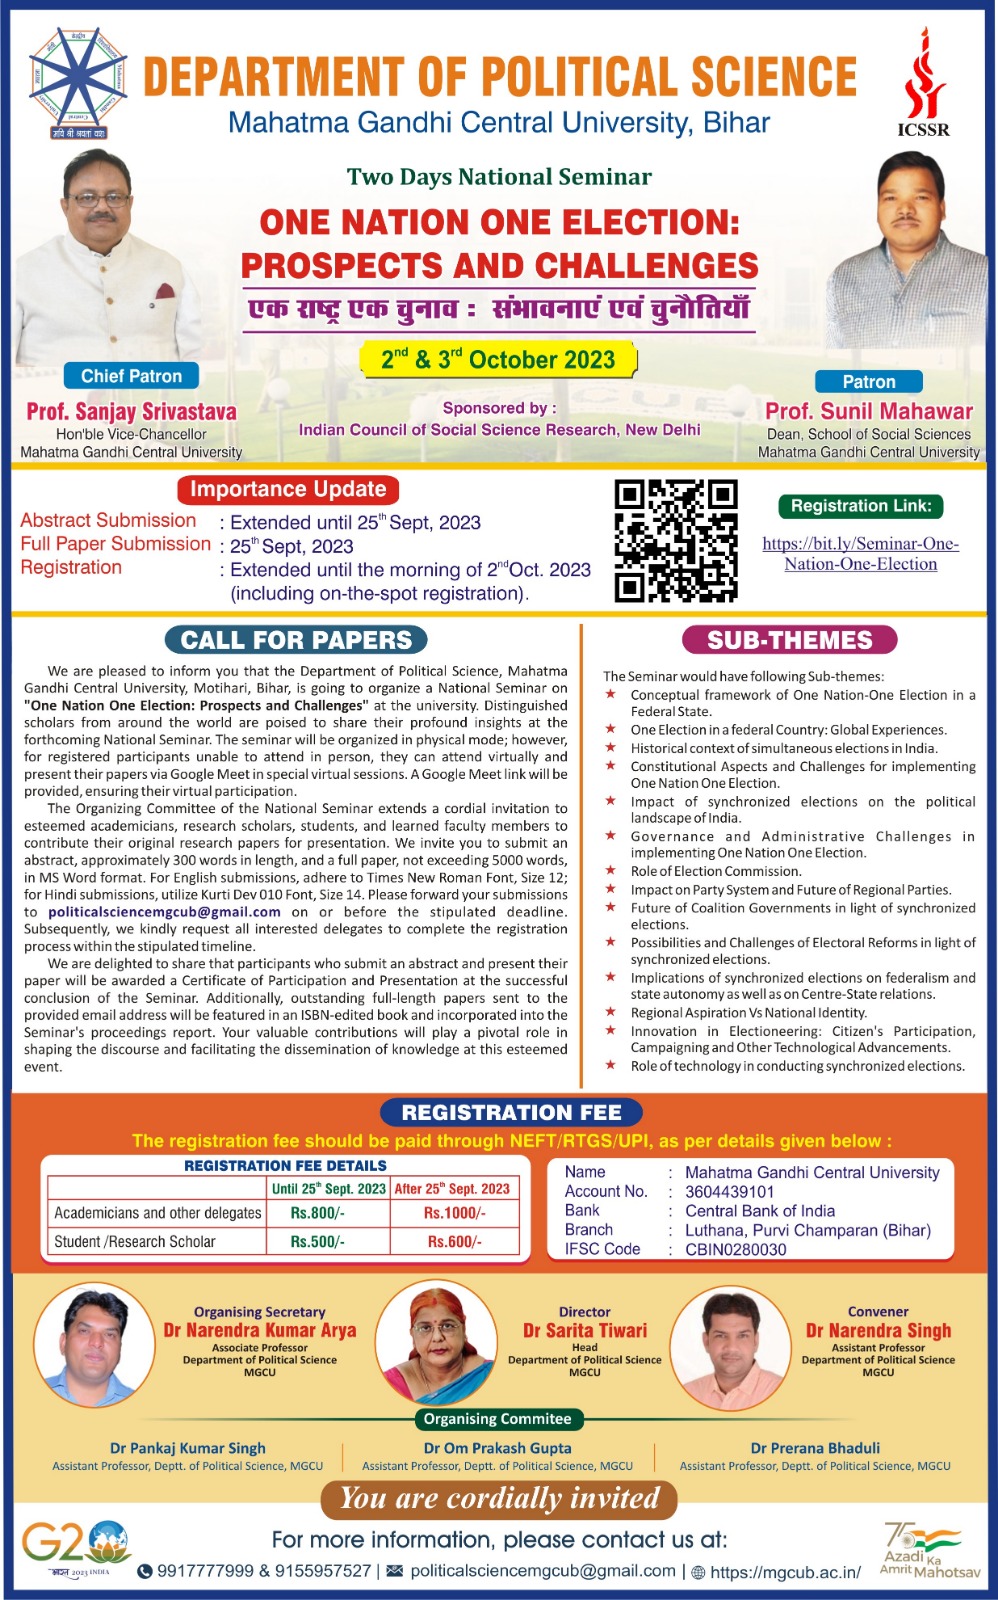 DEPARTMENT OF POLITICAL SCIENCE
Mahatma Gandhi Central University, Bihar
ICSSR
Two Days National Seminar
ONE NATION ONE ELECTION:
PROSPECTS AND CHALLENGES
एक राष्ट्र एक चुनाव : संभावनाएं एवं चुनौतियाँ
2nd & 3rd October 2023
Sponsored by :
Indian Council of Social Science Research, New Delhi
Chief Patron
Prof. Sanjay Srivastava
Hon'ble Vice-Chancellor
Mahatma Gandhi Central University
Patron
Prof. Sunil Mahawar
Dean, School of Social Sciences
Mahatma Gandhi Central University
Importance Update
Abstract Submission : Extended until 25th Sept, 2023
Full Paper Submission : 25th Sept, 2023
Registration : Extended until the morning of 2nd Oct. 2023
(including on-the-spot registration).
Registration Link:
https://bit.ly/Seminar-One-
Nation-One-Election
CALL FOR PAPERS
We are pleased to inform you that the Department of Political Science, Mahatma
Gandhi Central University, Motihari, Bihar, is going to organize a National Seminar on
"One Nation One Election: Prospects and Challenges" at the university. Distinguished
scholars from around the world are poised to share their profound insights at the
forthcoming National Seminar. The seminar will be organized in physical mode; however,
for registered participants unable to attend in person, they can attend virtually and
present their papers via Google Meet in special virtual sessions. A Google Meet link will be
provided, ensuring their virtual participation.
The Organizing Committee of the National Seminar extends a cordial invitation to
esteemed academicians, research scholars, students, and learned faculty members to
contribute their original research papers for presentation. We invite you to submit an
abstract, approximately 300 words in length, and a full paper, not exceeding 5000 words,
in MS Word format. For English submissions, adhere to Times New Roman Font, Size 12;
for Hindi submissions, utilize Kurti Dev 010 Font, Size 14. Please forward your submissions
to politicalsciencemgcub@gmail.com on or before the stipulated deadline.
Subsequently, we kindly request all interested delegates to complete the registration
process within the stipulated timeline.
We are delighted to share that participants who submit an abstract and present their
paper will be awarded a Certificate of Participation and Presentation at the successful
conclusion of the Seminar. Additionally, outstanding full-length papers sent to the
provided email address will be featured in an ISBN-edited book and incorporated into the
Seminar's proceedings report. Your valuable contributions will play a pivotal role in
shaping the discourse and facilitating the dissemination of knowledge at this esteemed
event.
SUB-THEMES
The Seminar would have following Sub-themes:
★ Conceptual framework of One Nation-One Election in a
Federal State.
★ One Election in a federal Country: Global Experiences.
★ Historical context of simultaneous elections in India.
★ Constitutional Aspects and Challenges for implementing
One Nation One Election.
★ Impact of synchronized elections on the political
landscape of India.
★ Governance and Administrative Challenges in
implementing One Nation One Election.
★ Role of Election Commission.
★ Impact on Party System and Future of Regional Parties.
★ Future of Coalition Governments in light of synchronized
elections.
★ Possibilities and Challenges of Electoral Reforms in light of
synchronized elections.
★ Implications of synchronized elections on federalism and
state autonomy as well as on Centre-State relations.
★ Regional Aspiration Vs National Identity.
★ Innovation in Electioneering: Citizen's Participation,
Campaigning and Other Technological Advancements.
★ Role of technology in conducting synchronized elections.
REGISTRATION FEE
The registration fee should be paid through NEFT/RTGS/UPI, as per details given below :
REGISTRATION FEE DETAILS
Until 25th Sept. 2023 After 25th Sept. 2023
Academicians and other delegates Rs.800/- Rs.1000/-
Student /Research Scholar Rs.500/- Rs.600/-
Name : Mahatma Gandhi Central University
Account No. : 3604439101
Bank : Central Bank of India
Branch : Luthana, Purvi Champaran (Bihar)
IFSC Code : CBIN0280030
Organising Secretary
Dr Narendra Kumar Arya
Associate Professor
Department of Political Science
MGCU
Director
Dr Sarita Tiwari
Head
Department of Political Science
MGCU
Convener
Dr Narendra Singh
Assistant Professor
Department of Political Science
MGCU
Organising Commitee
Dr Pankaj Kumar Singh
Assistant Professor, Deptt. of Political Science, MGCU
Dr Om Prakash Gupta
Assistant Professor, Deptt. of Political Science, MGCU
Dr Prerana Bhaduli
Assistant Professor, Deptt. of Political Science, MGCU
You are cordially invited
G20
भारत 2023 INDIA
For more information, please contact us at:
9917777999 & 9155957527 | politicalsciencemgcub@gmail.com | https://mgcub.ac.in/
75
Azadi Ka
Amrit Mahotsav